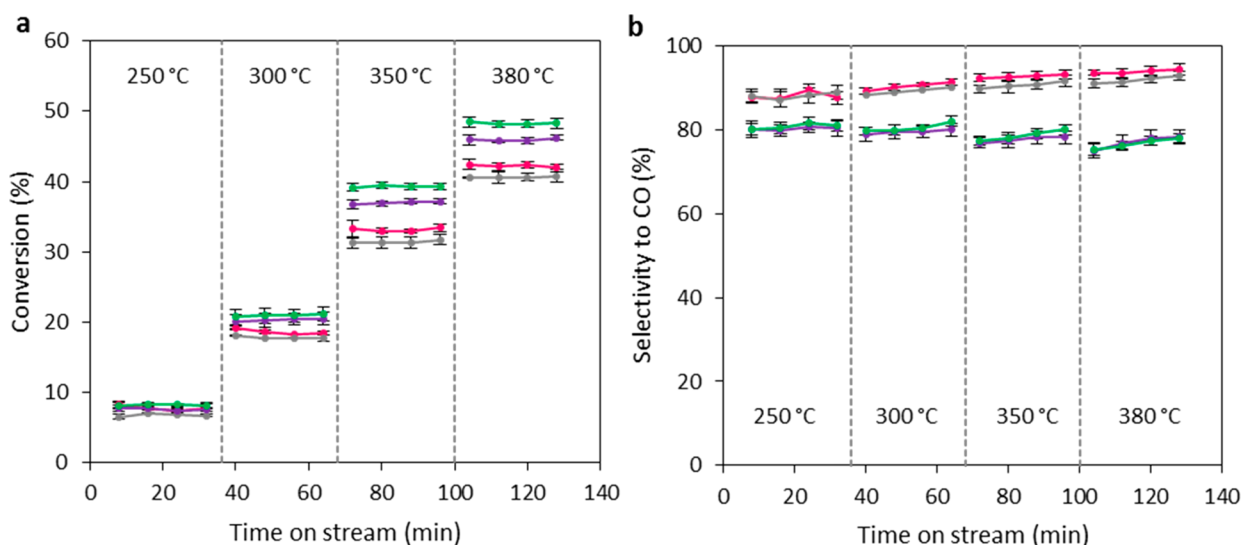 a
60
50
40
30
20
10
0
Conversion (%)
250 °C
300 °C
350 °C
380 °C
0 20 40 60 80 100 120 140
Time on stream (min)
b
100
80
60
40
20
0
Selectivity to CO (%)
250 °C
300 °C
350 °C
380 °C
0 20 40 60 80 100 120 140
Time on stream (min)